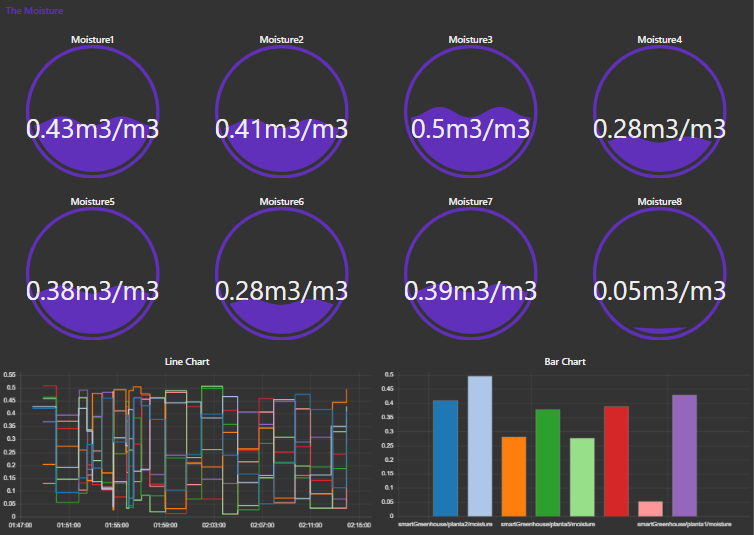 The Moisture
Moisture1 Moisture2 Moisture3 Moisture4
0.43m3/m3 0.41m3/m3 0.5m3/m3 0.28m3/m3
Moisture5 Moisture6 Moisture7 Moisture8
0.38m3/m3 0.28m3/m3 0.39m3/m3 0.05m3/m3
Line Chart
0.55
0.5
0.45
0.4
0.35
0.3
0.25
0.2
0.15
0.1
0.05
0
01:47:00 01:51:00 01:55:00 01:59:00 02:03:00 02:07:00 02:11:00 02:15:00
Bar Chart
0.5
0.45
0.4
0.35
0.3
0.25
0.2
0.15
0.1
0.05
0
smartGreenhouse/planta2/moisture smartGreenhouse/planta5/moisture smartGreenhouse/planta1/moisture